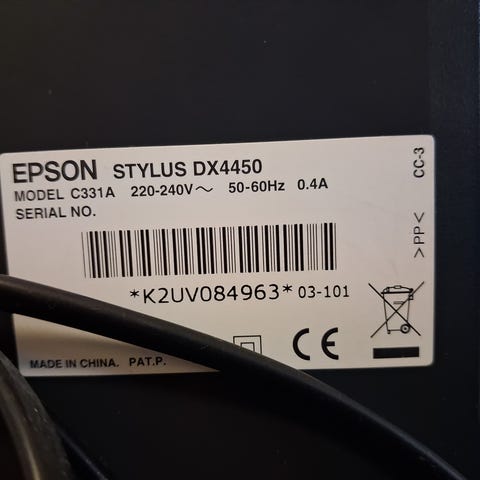 EPSON STYLUS DX4450
MODEL C331A 220-240V～ 50-60Hz 0.4A
SERIAL NO.
*K2UV084963* 03-101
MADE IN CHINA. PAT.P.
CE
CC-3
>PP<